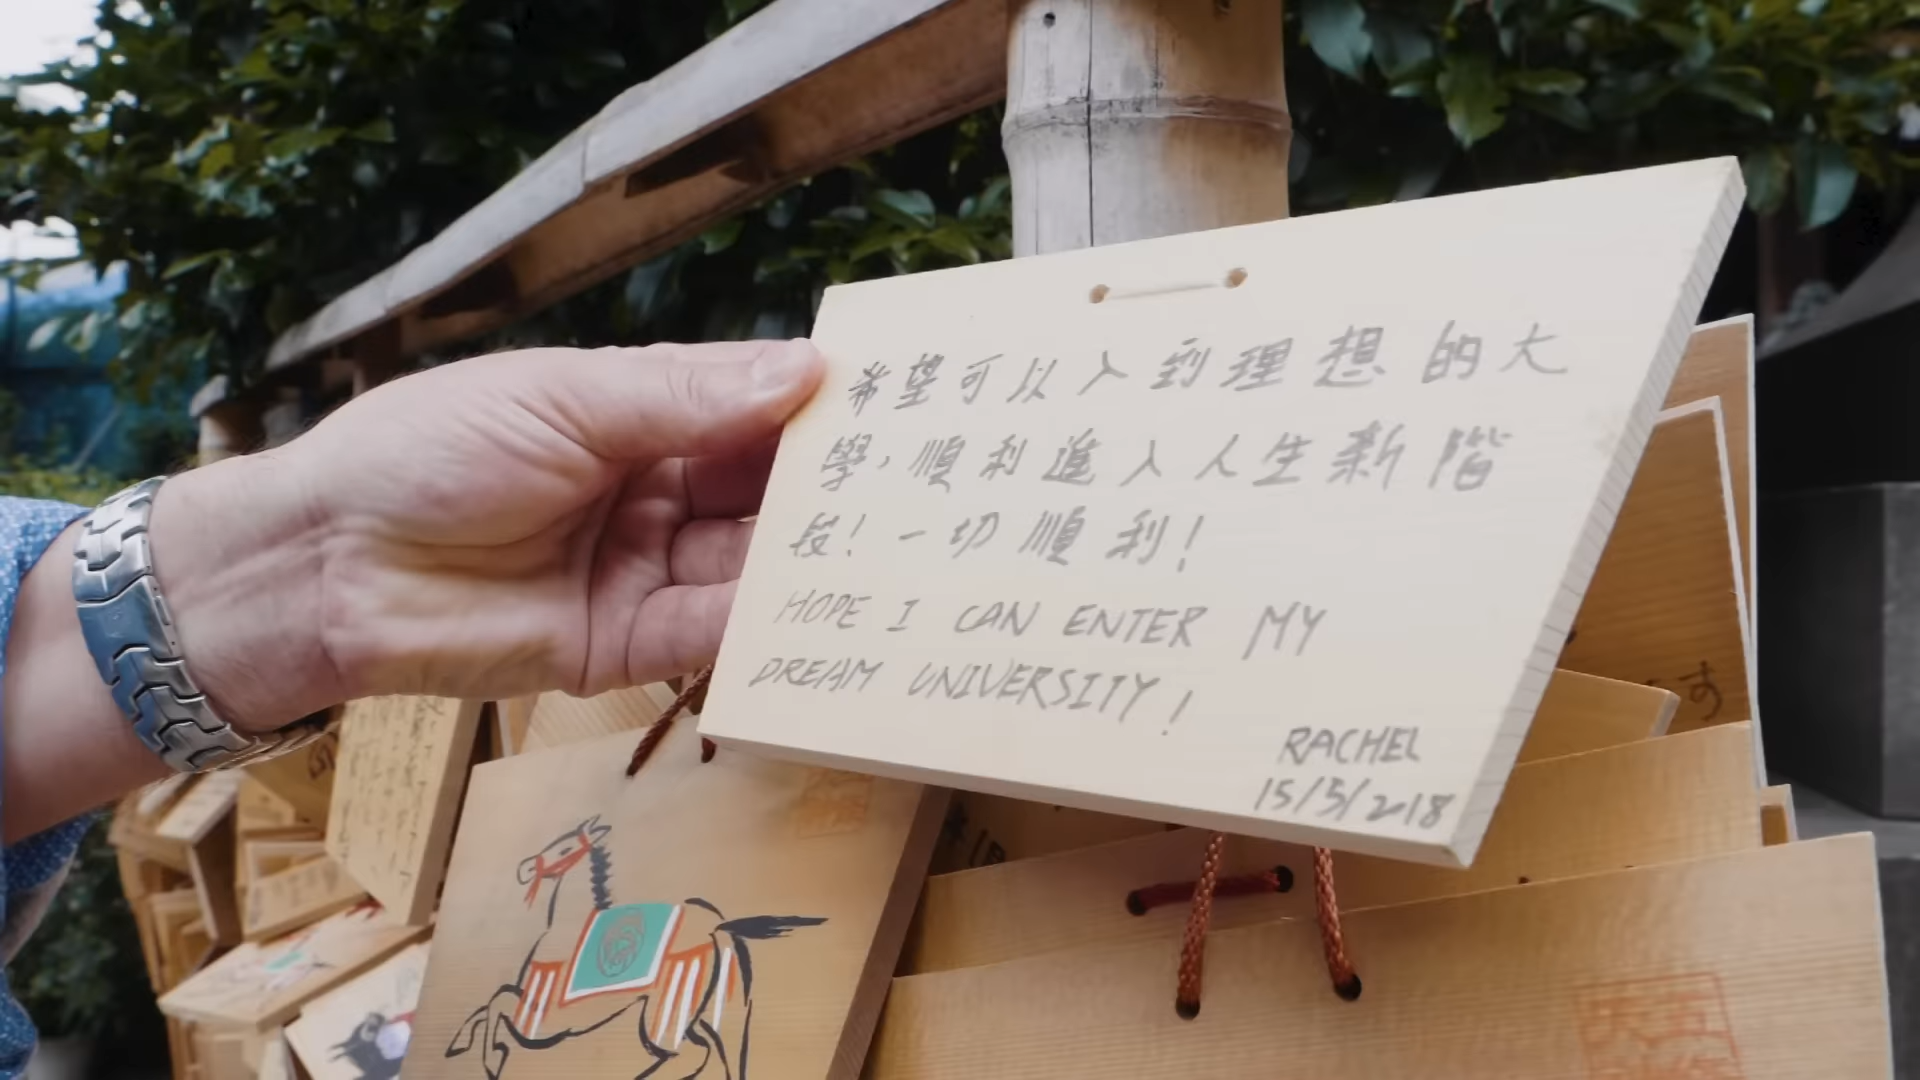 希望可以入到理想的大
學,順利進入人生新階
段!一切順利!
HOPE I CAN ENTER MY
DREAM UNIVERSITY!
RACHEL
15/5/2018